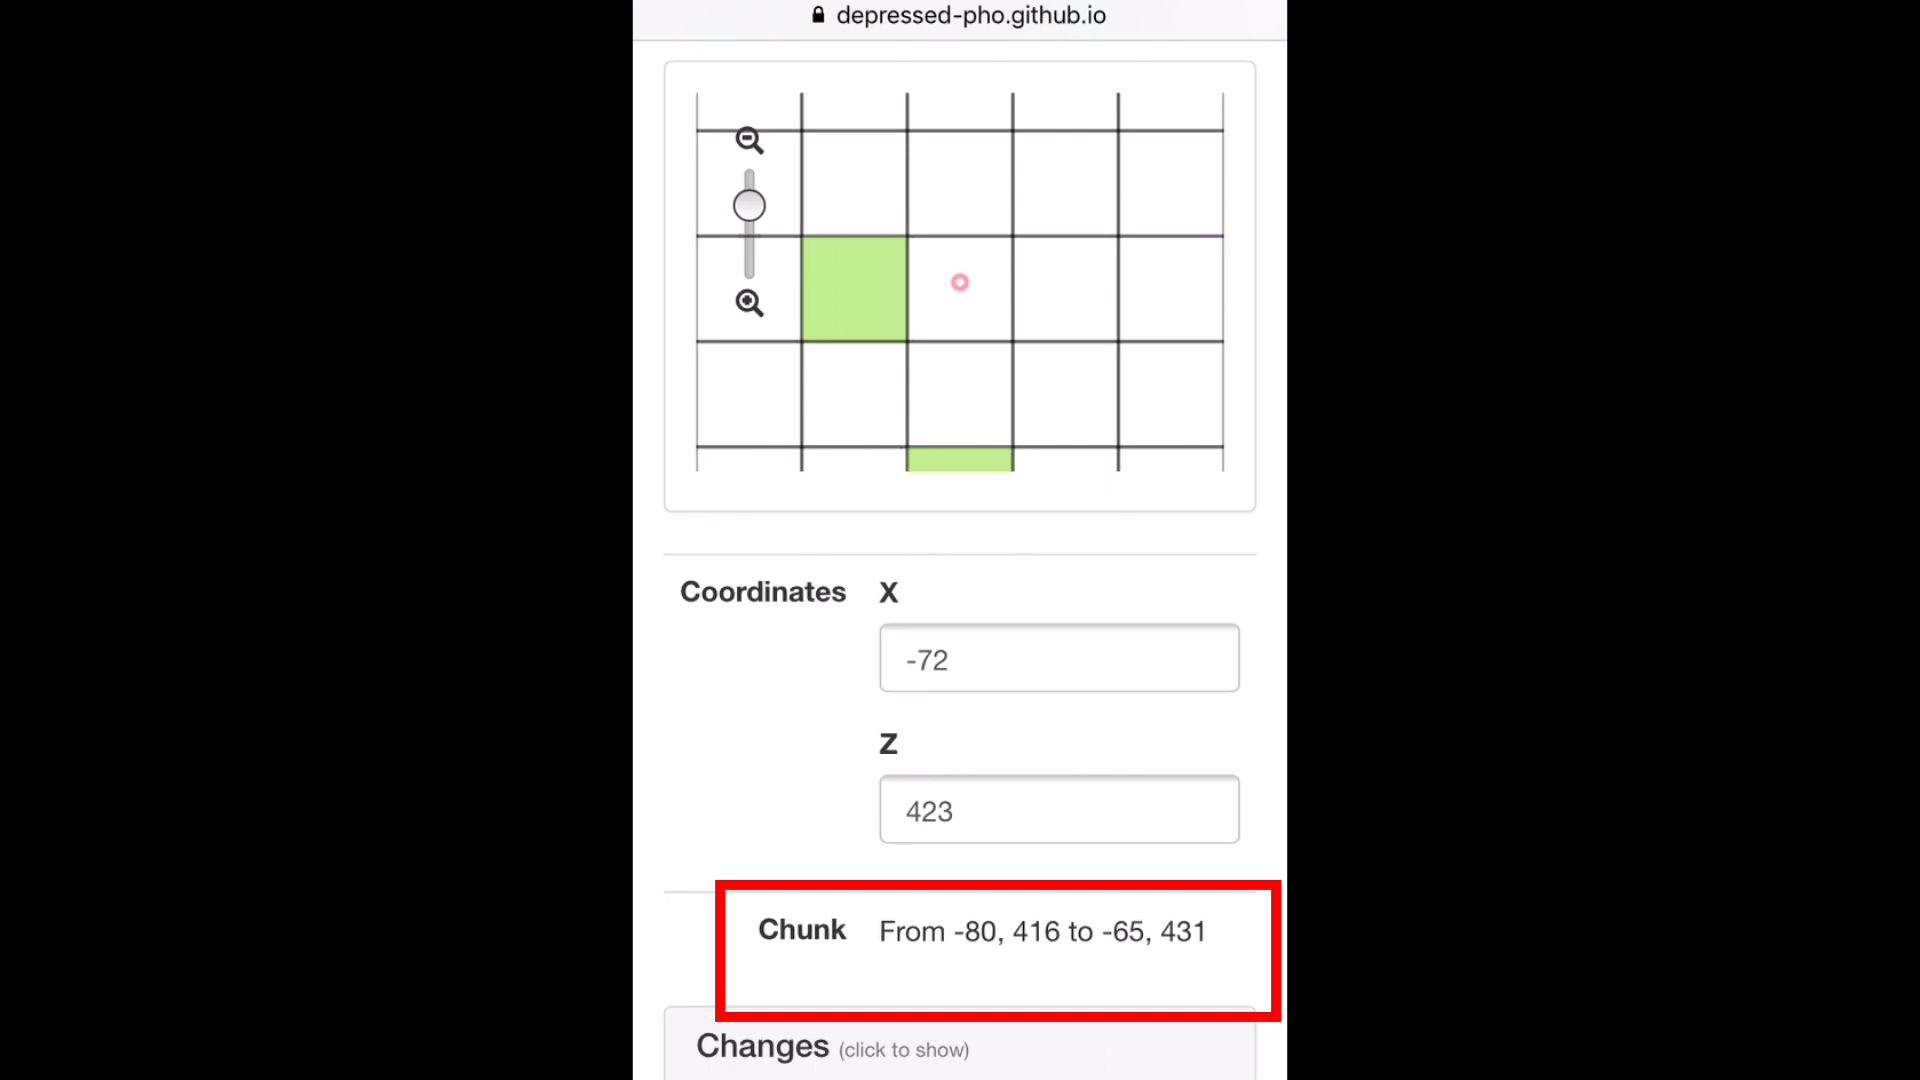 depressed-pho.github.io
Coordinates X
-72
Z
423
Chunk From -80, 416 to -65, 431
Changes (click to show)